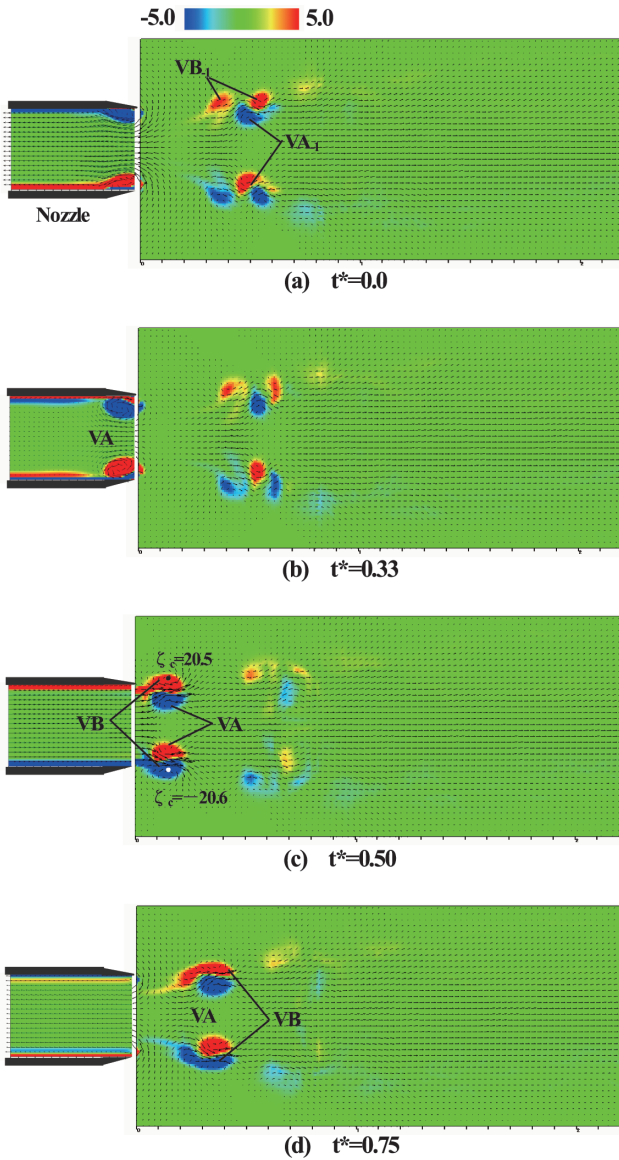 -5.0 5.0
VB-1
VA-1
Nozzle
(a) t*=0.0
VA
(b) t*=0.33
ζc=20.5
VB VA
ζc=−20.6
(c) t*=0.50
VA VB
(d) t*=0.75